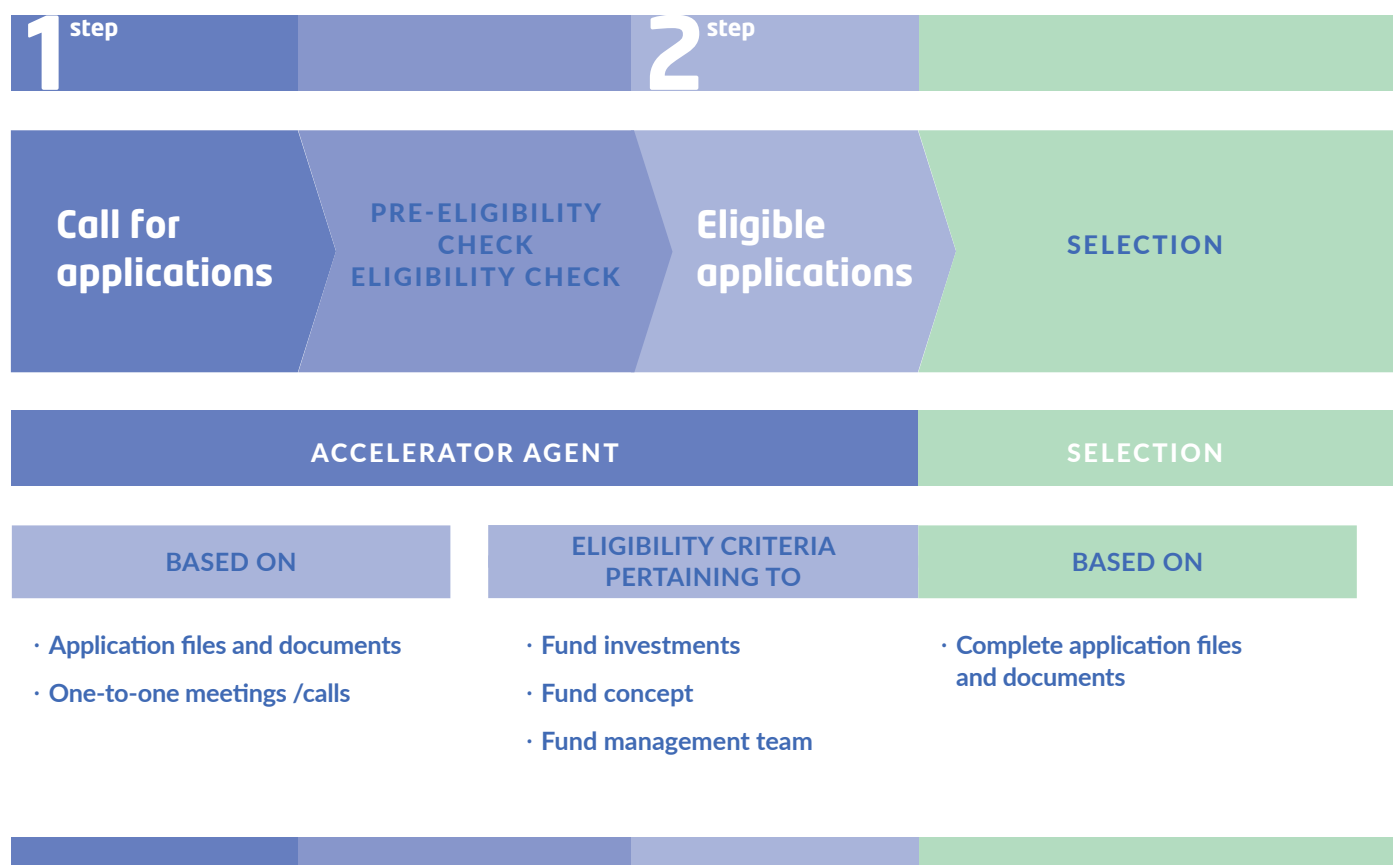 1 step
2 step
Call for
applications
PRE-ELIGIBILITY
CHECK
ELIGIBILITY CHECK
Eligible
applications
SELECTION
ACCELERATOR AGENT
SELECTION
BASED ON
ELIGIBILITY CRITERIA
PERTAINING TO
BASED ON
· Application files and documents
· One-to-one meetings /calls
· Fund investments
· Fund concept
· Fund management team
· Complete application files
and documents